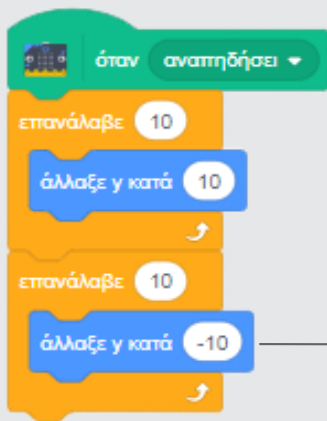 όταν αναπηδήσει
επανάλαβε 10
άλλαξε y κατά 10
επανάλαβε 10
άλλαξε y κατά -10